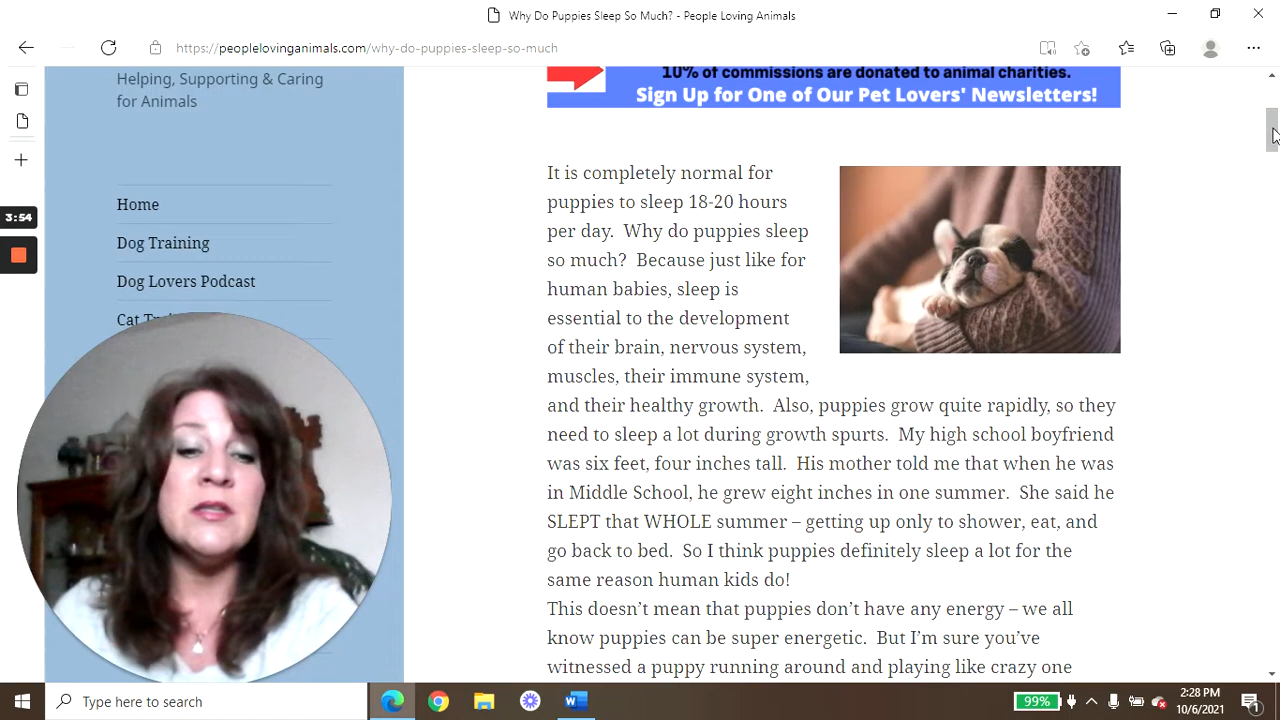 Why Do Puppies Sleep So Much? - People Loving Animals
https://peoplelovinganimals.com/why-do-puppies-sleep-so-much
Helping, Supporting & Caring
for Animals
Home
Dog Training
Dog Lovers Podcast
3:54
10% of commissions are donated to animal charities.
Sign Up for One of Our Pet Lovers' Newsletters!
It is completely normal for
puppies to sleep 18-20 hours
per day. Why do puppies sleep
so much? Because just like for
human babies, sleep is
essential to the development
of their brain, nervous system,
muscles, their immune system,
and their healthy growth. Also, puppies grow quite rapidly, so they
need to sleep a lot during growth spurts. My high school boyfriend
was six feet, four inches tall. His mother told me that when he was
in Middle School, he grew eight inches in one summer. She said he
SLEPT that WHOLE summer – getting up only to shower, eat, and
go back to bed. So I think puppies definitely sleep a lot for the
same reason human kids do!
This doesn't mean that puppies don't have any energy – we all
know puppies can be super energetic. But I'm sure you've
witnessed a puppy running around and playing like crazy one
Cat
Type here to search
99%
2:28 PM
10/6/2021
1